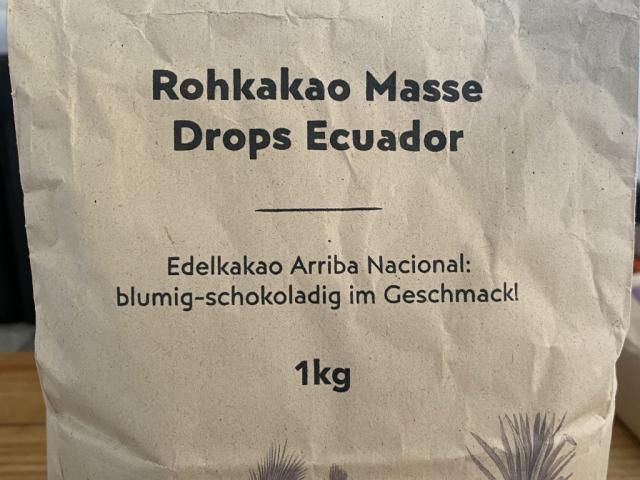 Rohkakao Masse
Drops Ecuador
Edelkakao Arriba Nacional:
blumig-schokoladig im Geschmack!
1kg